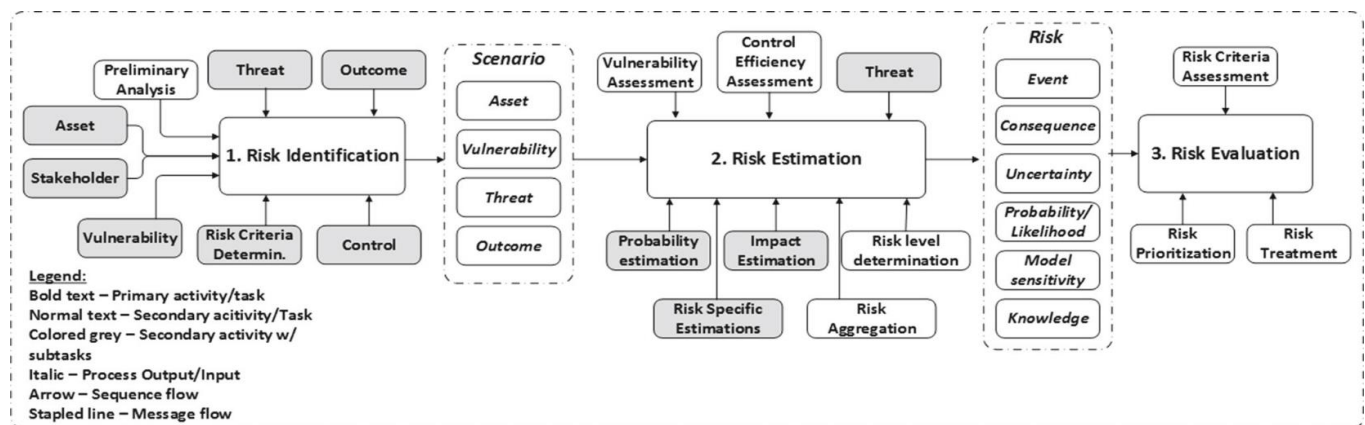 Preliminary
Analysis
Threat
Outcome
Asset
Stakeholder
Vulnerability
1. Risk Identification
Risk Criteria
Determin.
Control
Scenario
Asset
Vulnerability
Threat
Outcome
Vulnerability
Assessment
Control
Efficiency
Assessment
Threat
2. Risk Estimation
Probability
estimation
Impact
Estimation
Risk level
determination
Risk Specific
Estimations
Risk
Aggregation
Risk
Event
Consequence
Uncertainty
Probability/
Likelihood
Model
sensitivity
Knowledge
Risk Criteria
Assessment
3. Risk Evaluation
Risk
Prioritization
Risk
Treatment
Legend:
Bold text – Primary activity/task
Normal text – Secondary acitivity/Task
Colored grey – Secondary activity w/
subtasks
Italic – Process Output/Input
Arrow – Sequence flow
Stapled line – Message flow